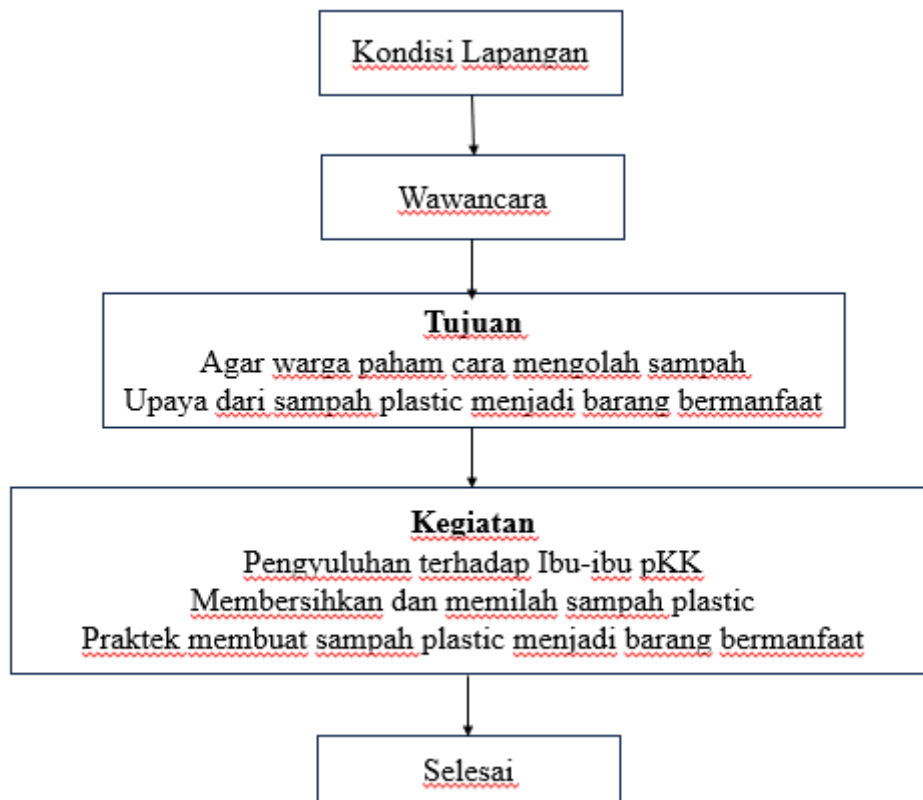 Kondisi Lapangan
Wawancara
Tujuan
Agar warga paham cara mengolah sampah
Upaya dari sampah plastic menjadi barang bermanfaat
Kegiatan
Pengyuluhan terhadap Ibu-ibu pKK
Membersihkan dan memilah sampah plastic
Praktek membuat sampah plastic menjadi barang bermanfaat
Selesai